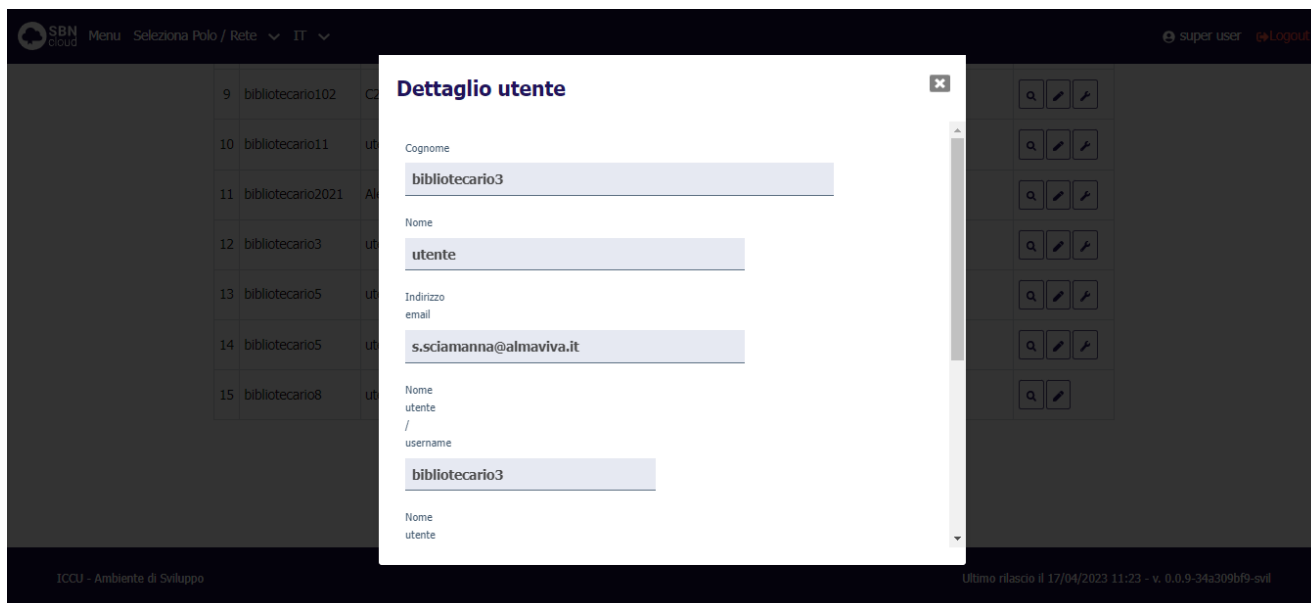 SBN
cloud
Menu Seleziona Polo / Rete IT
super user Logout
Dettaglio utente
9 bibliotecario102 C2
10 bibliotecario11 ut
11 bibliotecario2021 Al
12 bibliotecario3 ut
13 bibliotecario5 ut
14 bibliotecario5 ut
15 bibliotecario8 ut
Cognome
bibliotecario3
Nome
utente
Indirizzo
email
s.sciamanna@almaviva.it
Nome
utente
/
username
bibliotecario3
Nome
utente
ICCU - Ambiente di Sviluppo
Ultimo rilascio il 17/04/2023 11:23 - v. 0.0.9-34a309bf9-svil